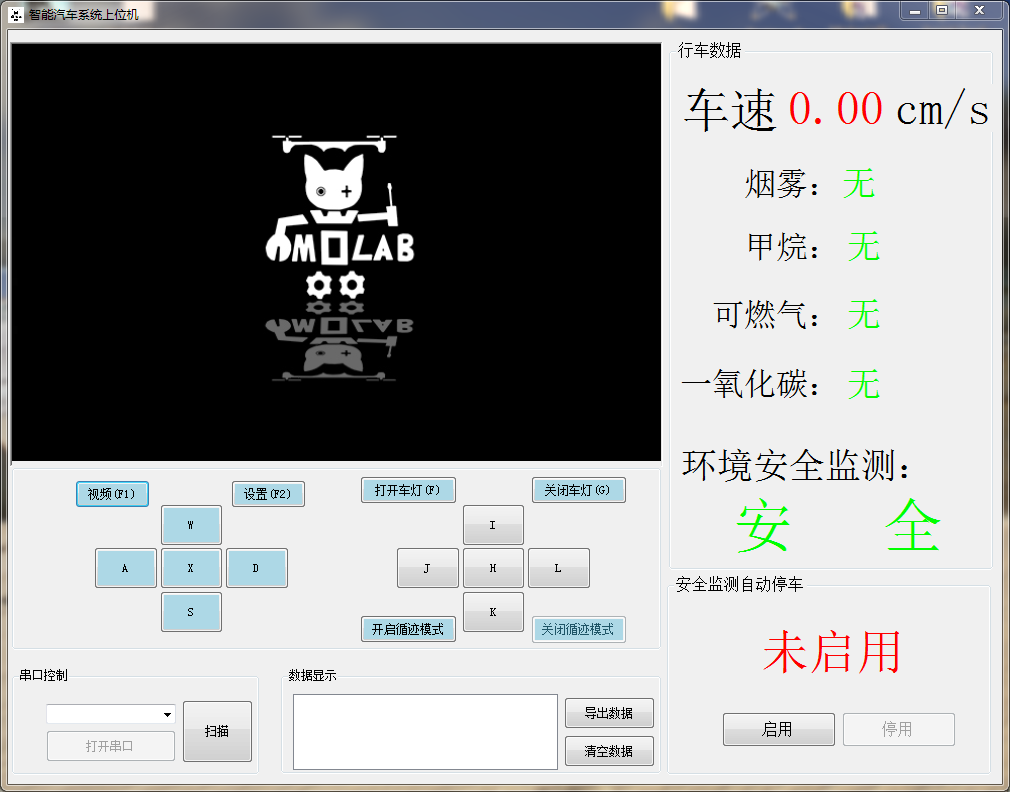 智能汽车系统上位机
OMOLAB
行车数据
车速 0.00 cm/s
烟雾： 无
甲烷： 无
可燃气： 无
一氧化碳： 无
环境安全监测：
安 全
视频(F1)
设置(F2)
打开车灯(F)
关闭车灯(G)
W
I
A
X
D
J
H
L
S
K
开启循迹模式
关闭循迹模式
安全监测自动停车
未启用
启用
停用
串口控制
打开串口
扫描
数据显示
导出数据
清空数据